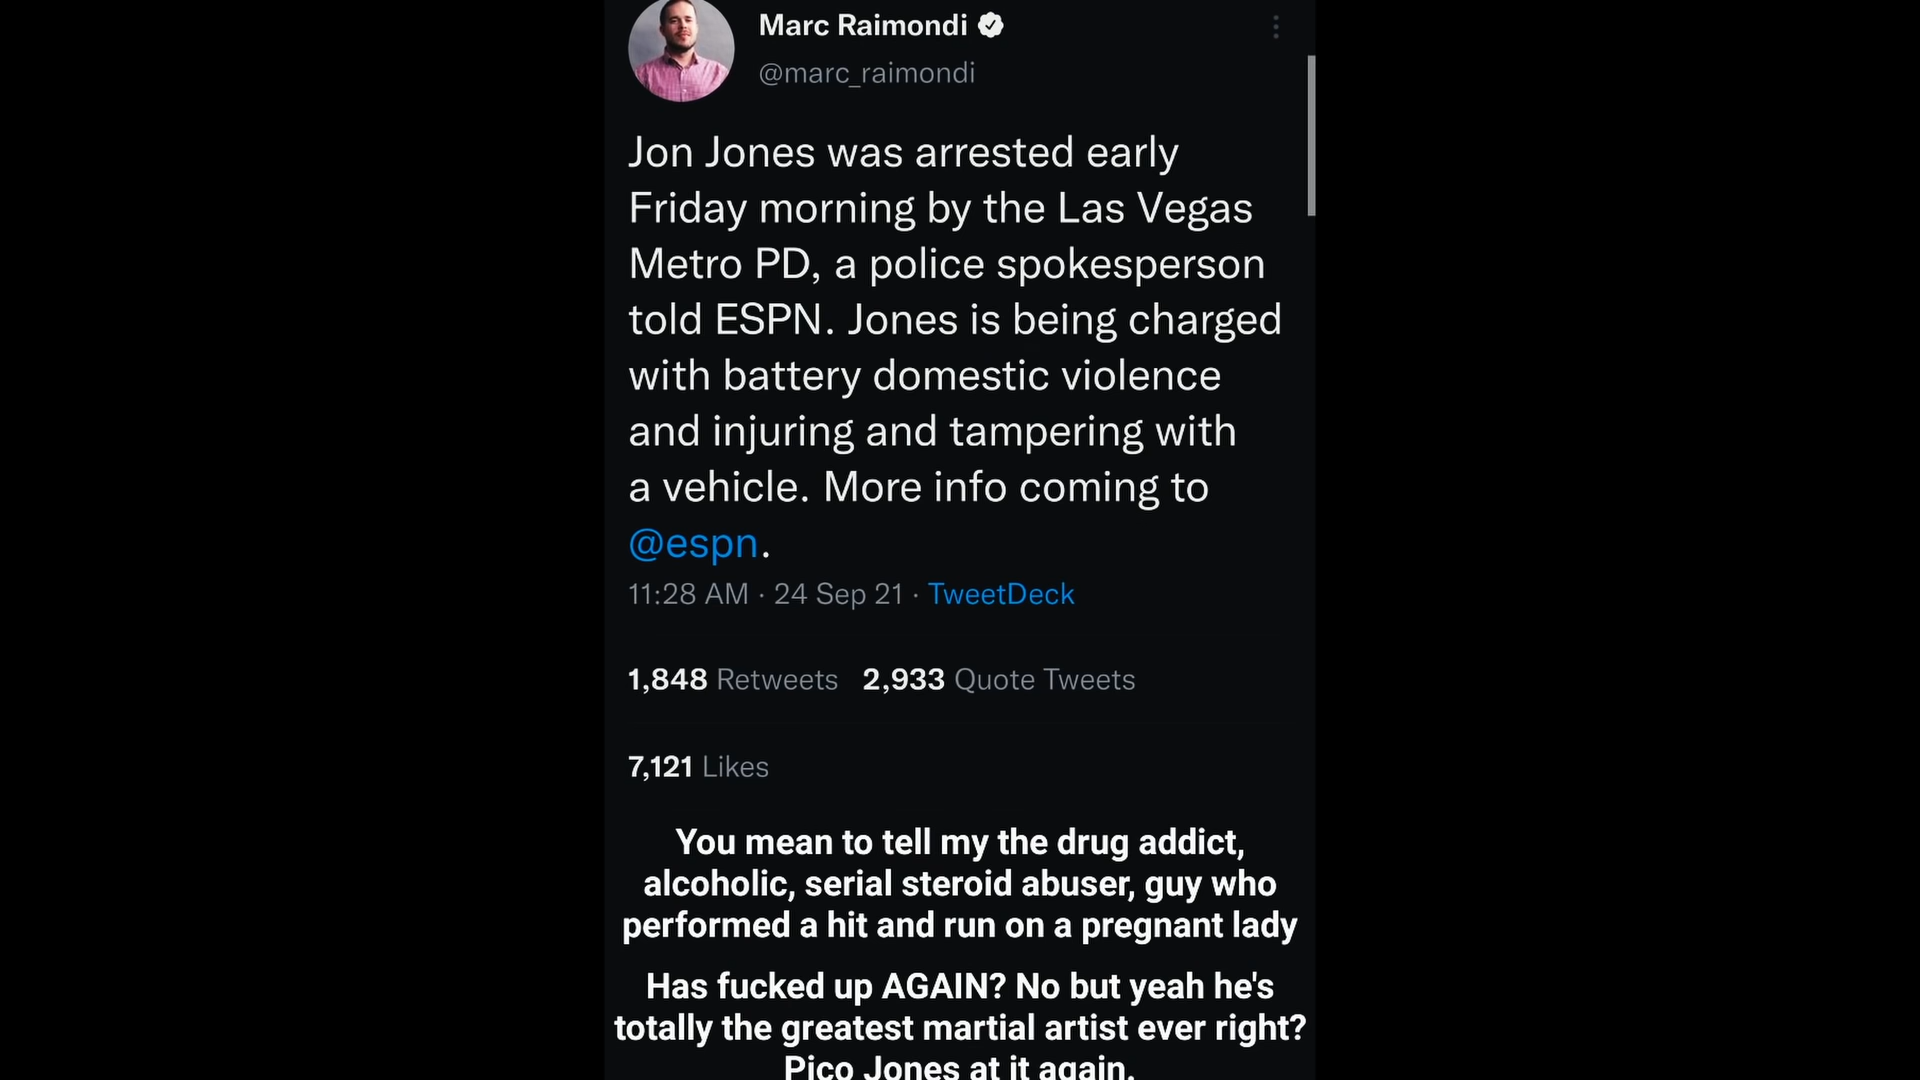 Marc Raimondi
@marc_raimondi
Jon Jones was arrested early
Friday morning by the Las Vegas
Metro PD, a police spokesperson
told ESPN. Jones is being charged
with battery domestic violence
and injuring and tampering with
a vehicle. More info coming to
@espn.
11:28 AM · 24 Sep 21 · TweetDeck
1,848 Retweets 2,933 Quote Tweets
7,121 Likes
You mean to tell my the drug addict,
alcoholic, serial steroid abuser, guy who
performed a hit and run on a pregnant lady
Has fucked up AGAIN? No but yeah he's
totally the greatest martial artist ever right?
Pico Jones at it again.